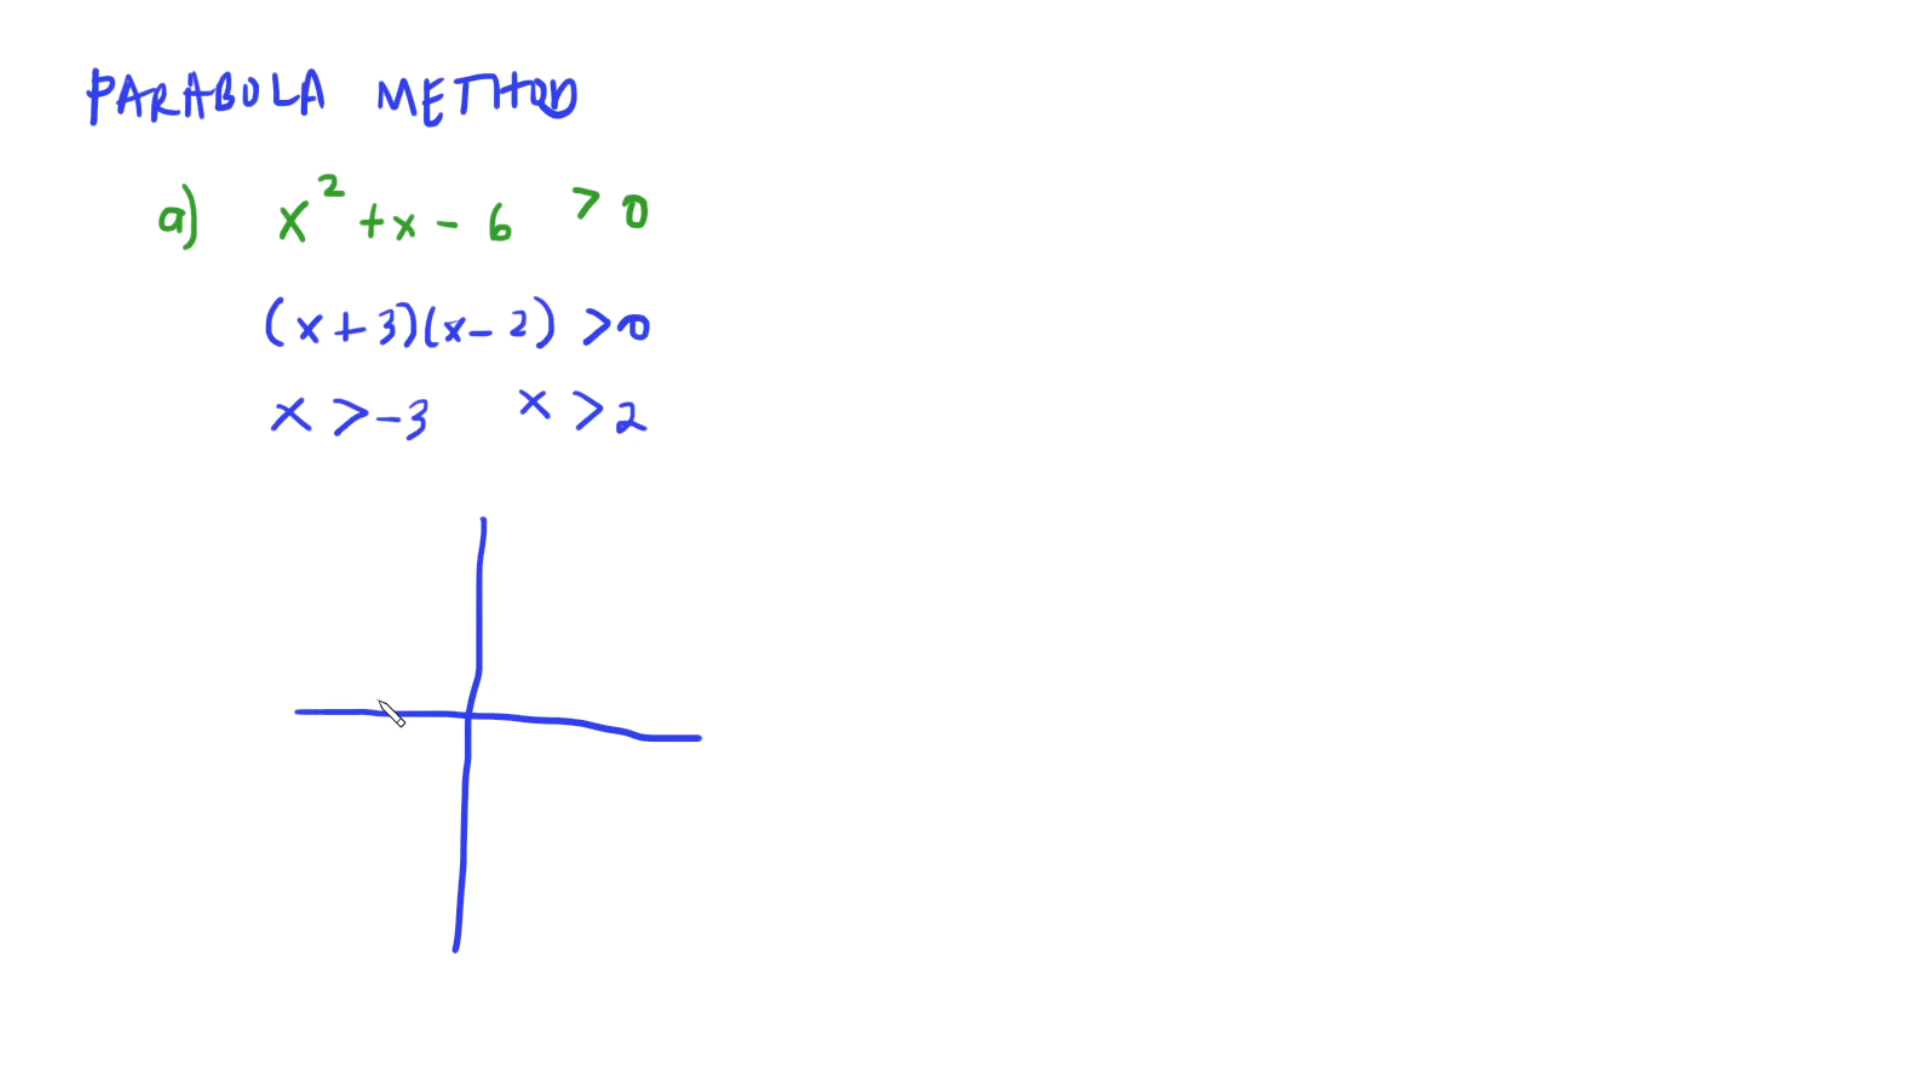 PARABOLA METHOD
a) x² + x - 6 > 0
(x + 3)(x - 2) > 0
x > -3 x > 2